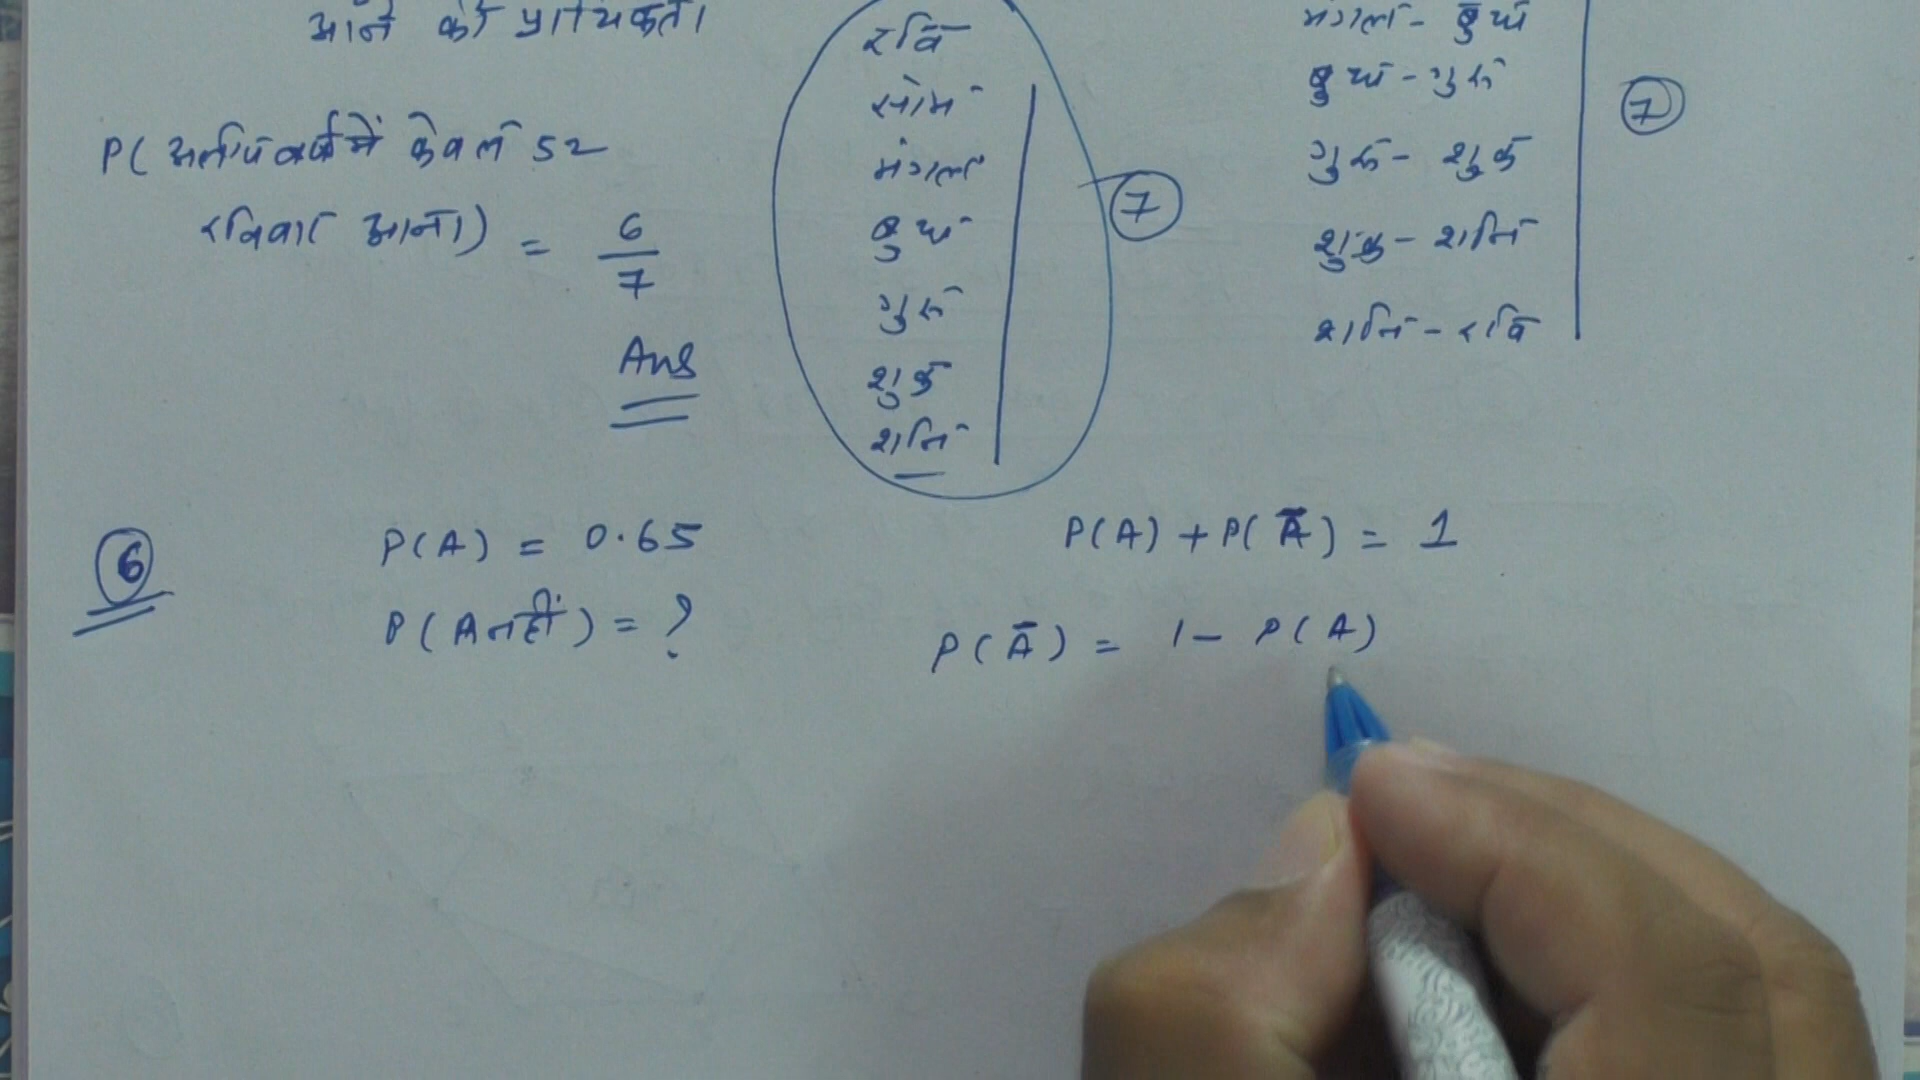 आने की प्रायिकता
P(अलीप वर्ष में केवल 52
रविवार आना) = 6/7
Ans
रवि
सोम
मंगल
बुध
गुरु
शुक्र
शनि
7
मंगल - बुध
बुध - गुरु
गुरु - शुक्र
शुक्र - शनि
शनि - रवि
7
6
P(A) = 0.65
P(A नहीं) = ?
P(A) + P(Ā) = 1
P(Ā) = 1 - P(A)